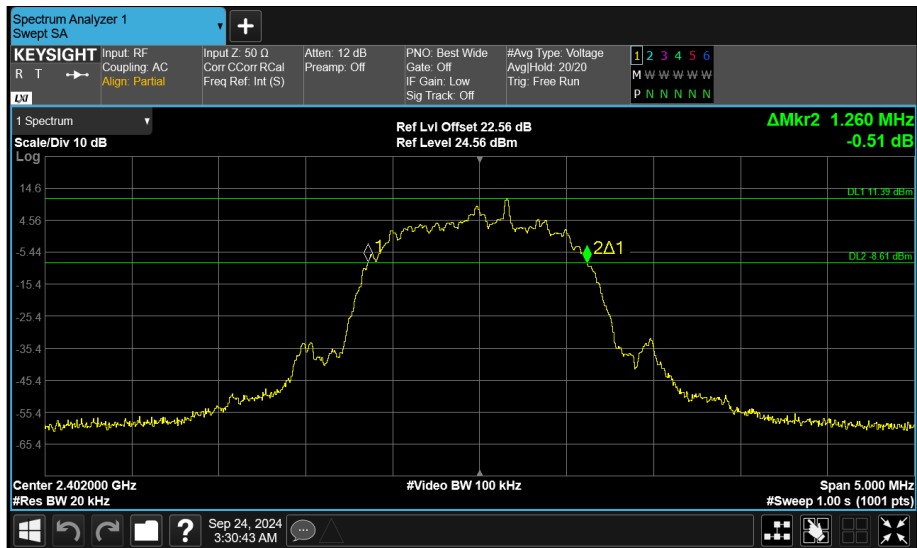 Spectrum Analyzer 1
Swept SA
+
KEYSIGHT
R T
LXI
Input: RF
Coupling: AC
Align: Partial
Input Z: 50 Ω
Corr CCorr RCal
Freq Ref: Int (S)
Atten: 12 dB
Preamp: Off
PNO: Best Wide
Gate: Off
IF Gain: Low
Sig Track: Off
#Avg Type: Voltage
Avg|Hold: 20/20
Trig: Free Run
1 2 3 4 5 6
M W W W W W
P N N N N N
1 Spectrum
Scale/Div 10 dB
Ref Lvl Offset 22.56 dB
Ref Level 24.56 dBm
ΔMkr2 1.260 MHz
-0.51 dB
Log
14.6
DL1 11.39 dBm
4.56
1
2Δ1
-5.44
DL2 -8.61 dBm
-15.4
-25.4
-35.4
-45.4
-55.4
-65.4
Center 2.402000 GHz
#Video BW 100 kHz
Span 5.000 MHz
#Res BW 20 kHz
#Sweep 1.00 s (1001 pts)
?
Sep 24, 2024
3:30:43 AM